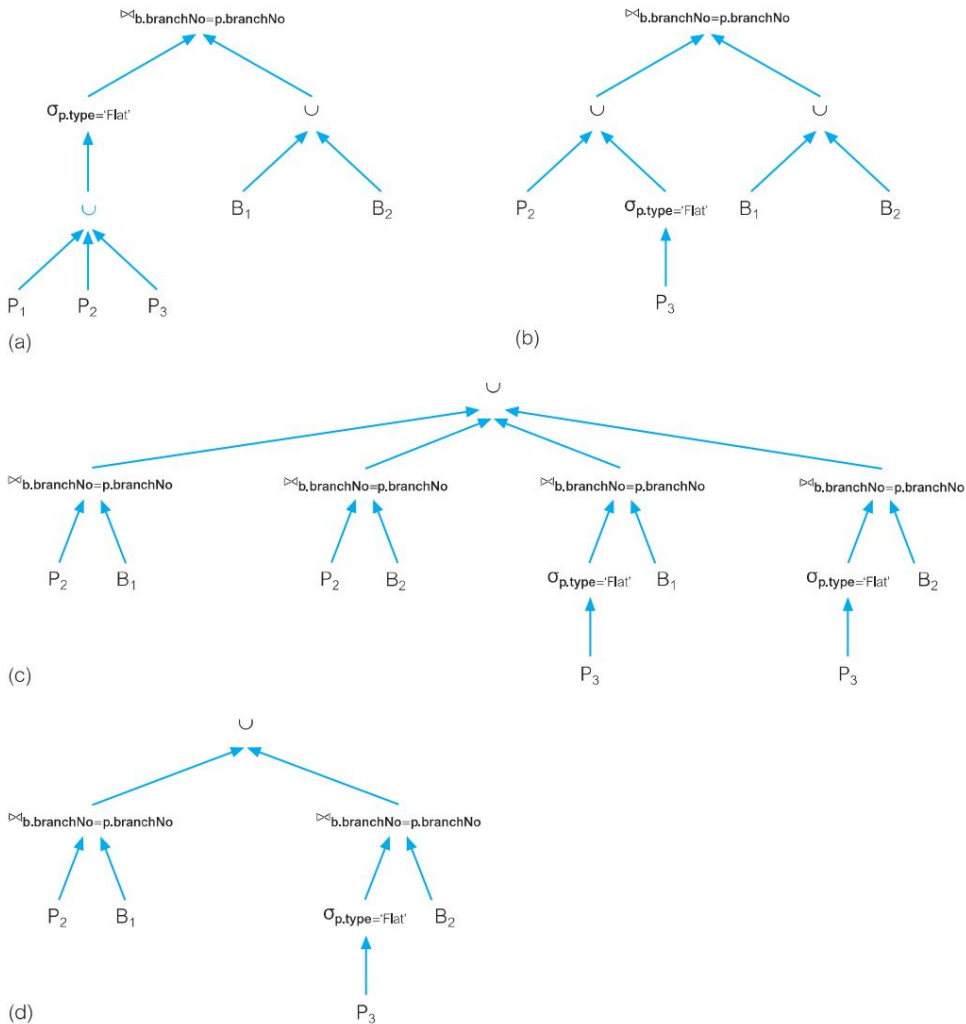 ⋈b.branchNo=p.branchNo ⋈b.branchNo=p.branchNo
σp.type='Flat' ∪ ∪ ∪
∪ B₁ B₂ P₂ σp.type='Flat' B₁ B₂
P₁ P₂ P₃ P₃
(a) (b)
∪
⋈b.branchNo=p.branchNo ⋈b.branchNo=p.branchNo ⋈b.branchNo=p.branchNo ⋈b.branchNo=p.branchNo
P₂ B₁ P₂ B₂ σp.type='Flat' B₁ σp.type='Flat' B₂
(c) P₃ P₃
∪
⋈b.branchNo=p.branchNo ⋈b.branchNo=p.branchNo
P₂ B₁ σp.type='Flat' B₂
(d) P₃